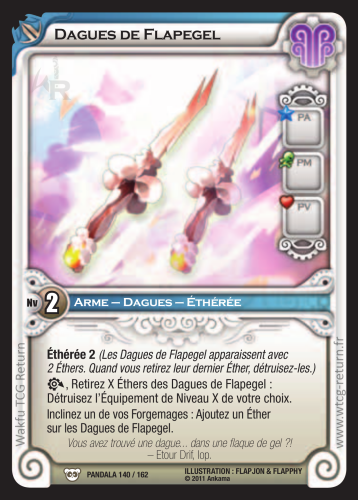 DAGUES DE FLAPEGEL
PA
PM
PV
Nv 2 ARME – DAGUES – ÉTHÉRÉE
Éthérée 2 (Les Dagues de Flapegel apparaissent avec
2 Éthers. Quand vous retirez leur dernier Éther, détruisez-les.)
, Retirez X Éthers des Dagues de Flapegel :
Détruisez l'Équipement de Niveau X de votre choix.
Inclinez un de vos Forgemages : Ajoutez un Éther
sur les Dagues de Flapegel.
Vous avez trouvé une dague... dans une flaque de gel ?!
– Etour Drif, Iop.
PANDALA 140 / 162
ILLUSTRATION : FLAPJON & FLAPPHY
© 2011 Ankama
Wakfu TCG Return
www.wtcg-return.fr